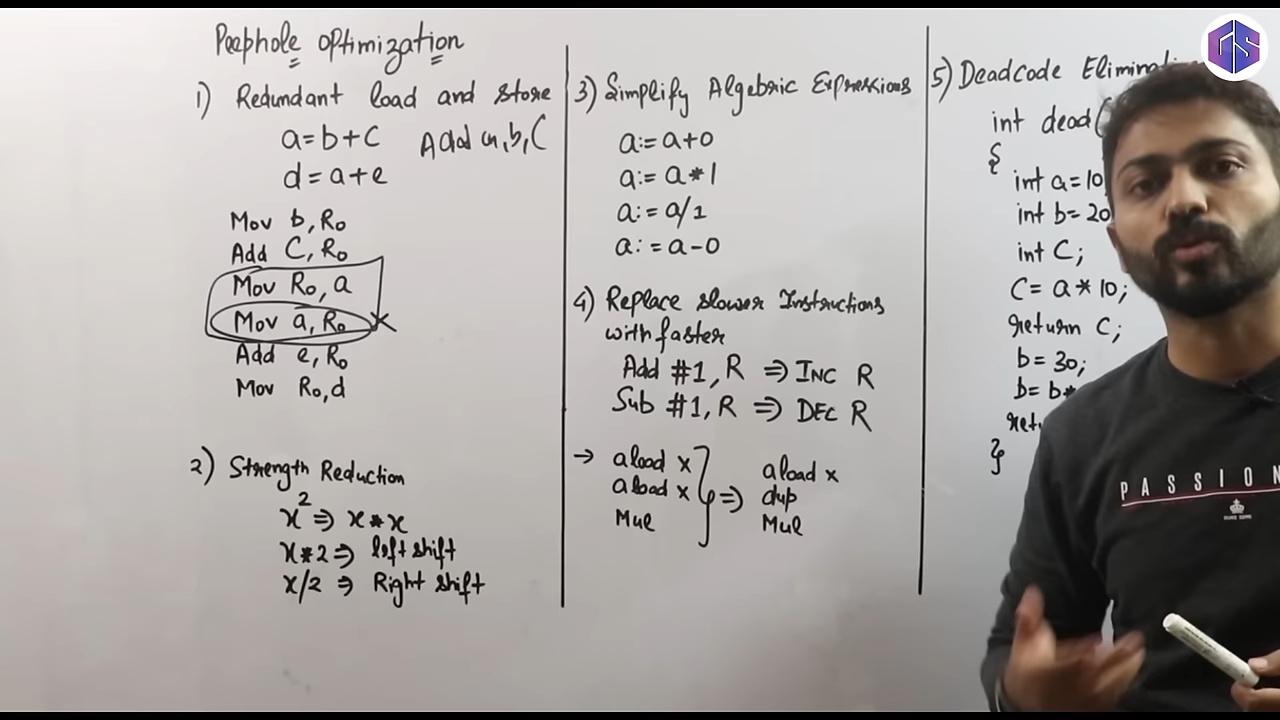 Peephole optimization
1) Redundant load and store
a=b+c Add a,b,C
d=a+e
Mov b,R₀
Add C,R₀
Mov R₀,a
Mov a,R₀ ×
Add e,R₀
Mov R₀,d
2) Strength Reduction
x² ⇒ x*x
x*2 ⇒ left shift
x/2 ⇒ Right shift
3) Simplify Algebric Expressions
a:= a+0
a:= a*1
a:= a/1
a:= a-0
4) Replace slower Instructions
with faster
Add #1, R ⇒ INC R
Sub #1, R ⇒ DEC R
→ aload x
aload x
Mul
⇒
aload x
dup
Mul
5) Deadcode
int dead(
{
int a=10
int b=20
int C;
C= a*10;
return C;
b=30;
b= b*
}
PASSION